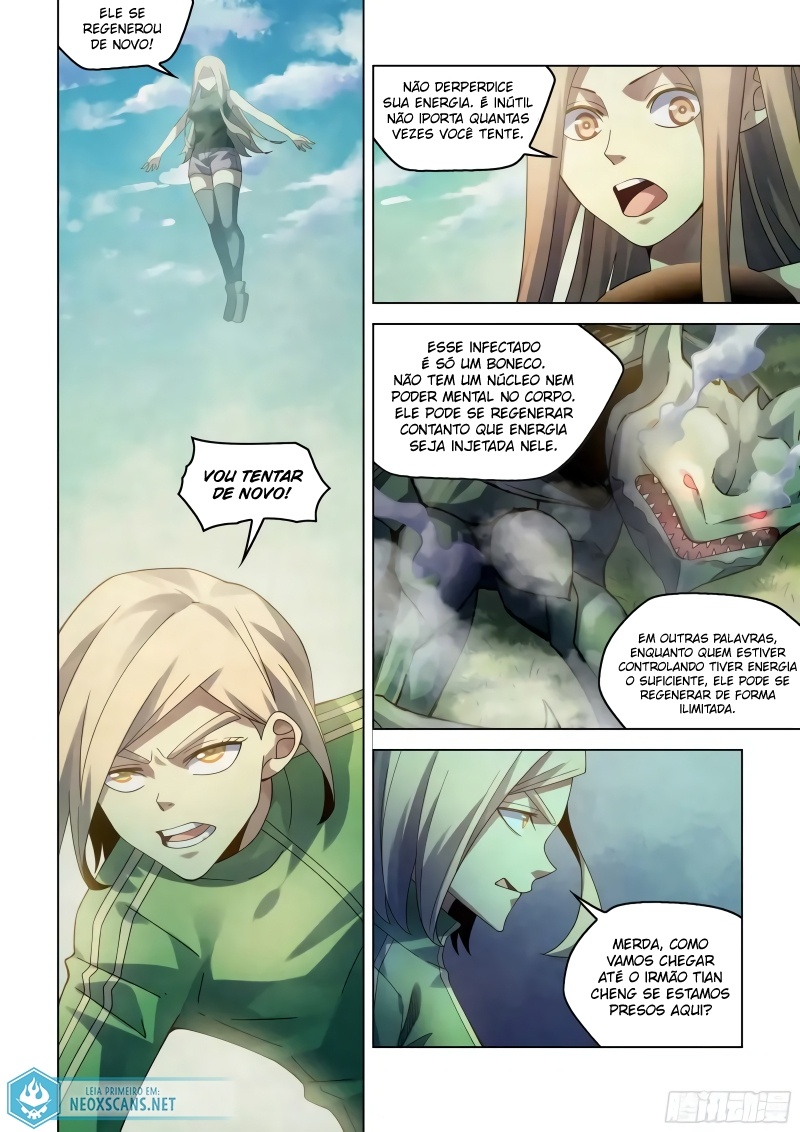 ELE SE
REGENEROU
DE NOVO!
NÃO DERPERDICE
SUA ENERGIA. É INÚTIL
NÃO IPORTA QUANTAS
VEZES VOCÊ TENTE.
ESSE INFECTADO
É SÓ UM BONECO.
NÃO TEM UM NÚCLEO NEM
PODER MENTAL NO CORPO.
ELE PODE SE REGENERAR
CONTANTO QUE ENERGIA
SEJA INJETADA NELE.
VOU TENTAR
DE NOVO!
EM OUTRAS PALAVRAS,
ENQUANTO QUEM ESTIVER
CONTROLANDO TIVER ENERGIA
O SUFICIENTE, ELE PODE SE
REGENERAR DE FORMA
ILIMITADA.
MERDA, COMO
VAMOS CHEGAR
ATÉ O IRMÃO TIAN
CHENG SE ESTAMOS
PRESOS AQUI?
LEIA PRIMEIRO EM:
NEOXSCANS.NET
腾讯动漫